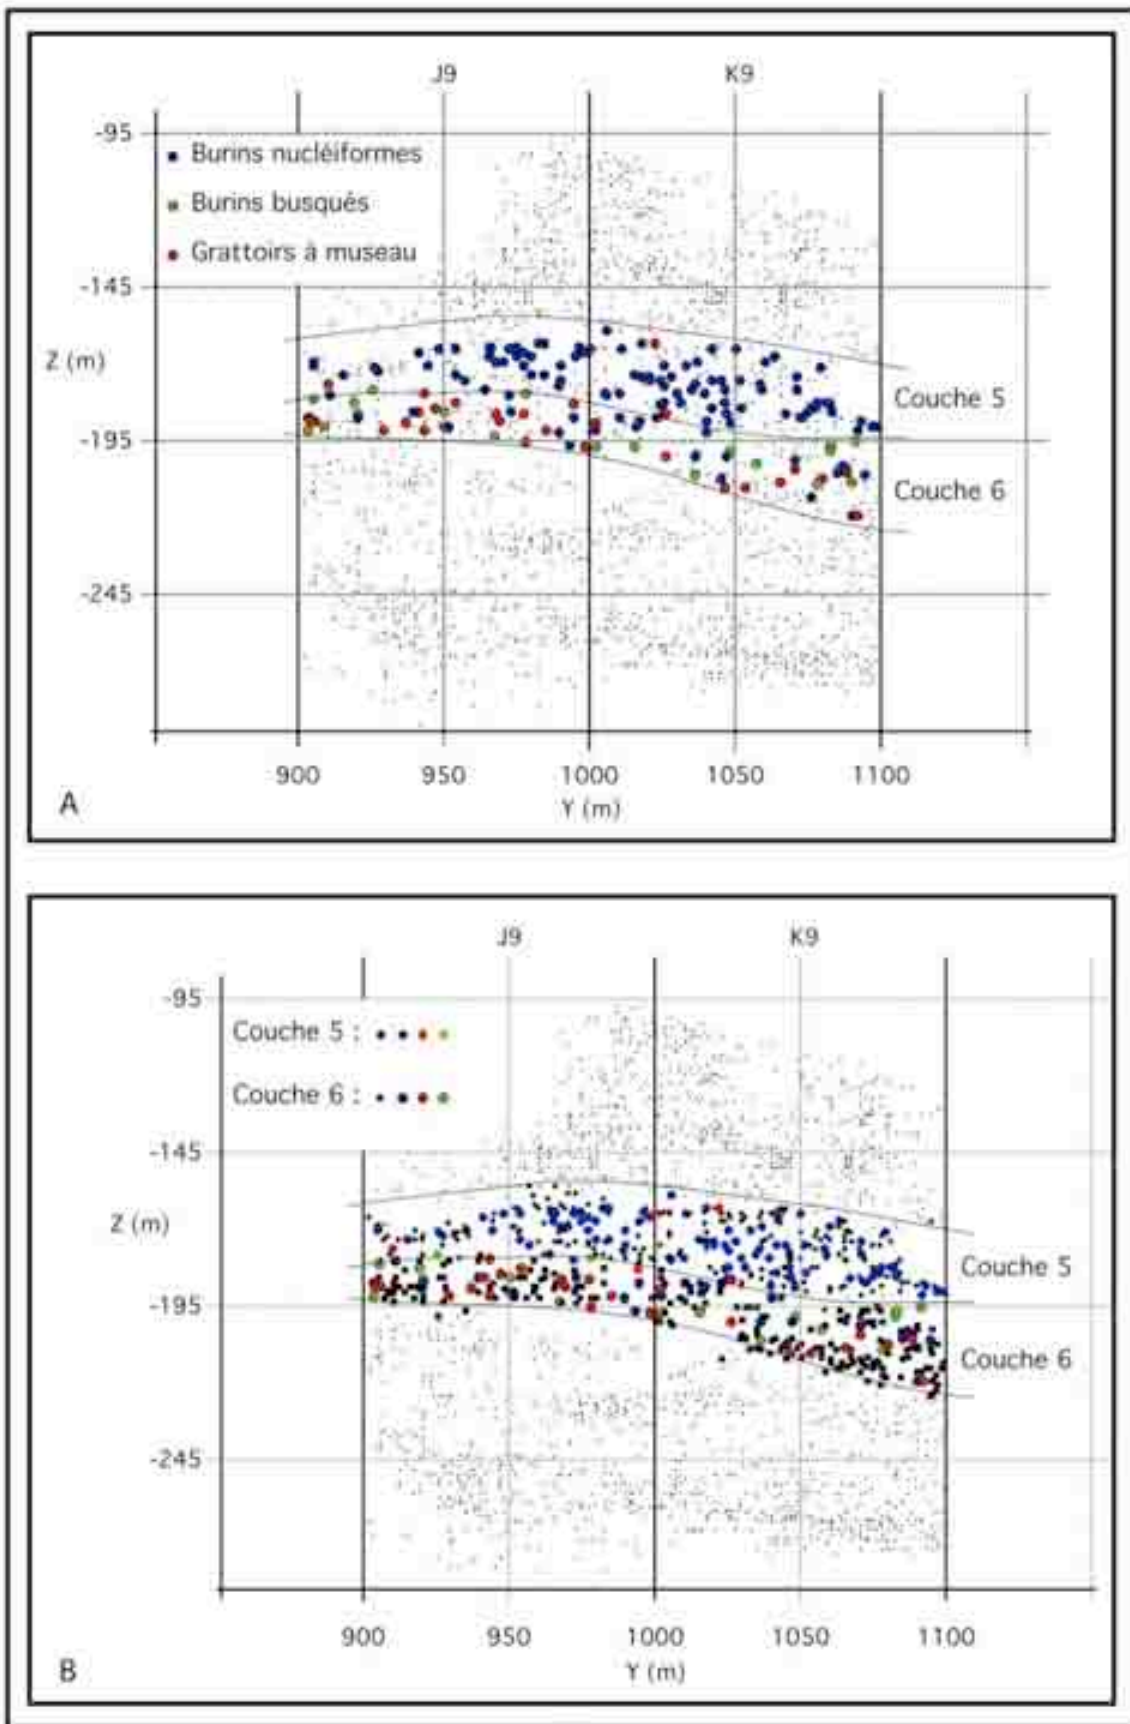 J9 K9
-95
Burins nucléiformes
Burins busqués
Grattoirs à museau
-145
Z (m)
Couche 5
-195
Couche 6
-245
900 950 1000 1050 1100
Y (m)
A
J9 K9
-95
Couche 5 :
Couche 6 :
-145
Z (m)
Couche 5
-195
Couche 6
-245
900 950 1000 1050 1100
Y (m)
B